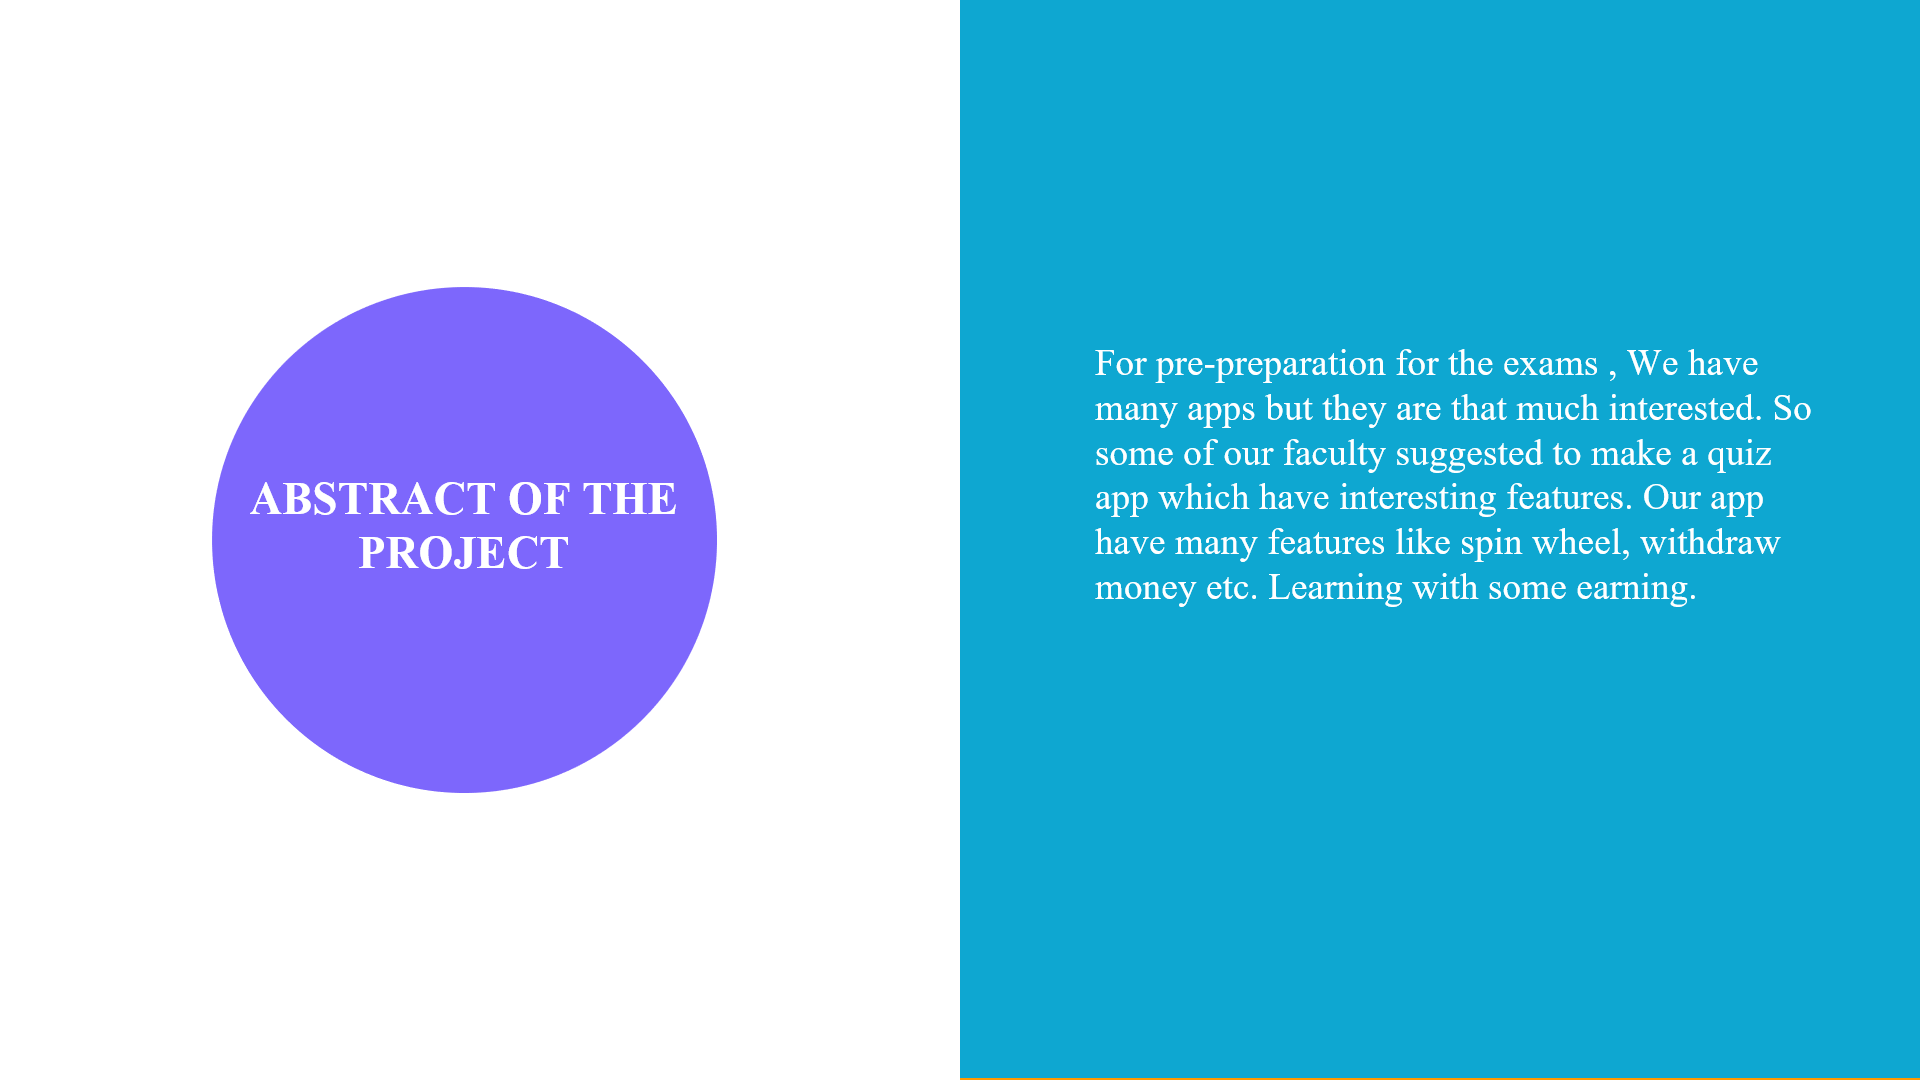 ABSTRACT OF THE
PROJECT
For pre-preparation for the exams , We have
many apps but they are that much interested. So
some of our faculty suggested to make a quiz
app which have interesting features. Our app
have many features like spin wheel, withdraw
money etc. Learning with some earning.